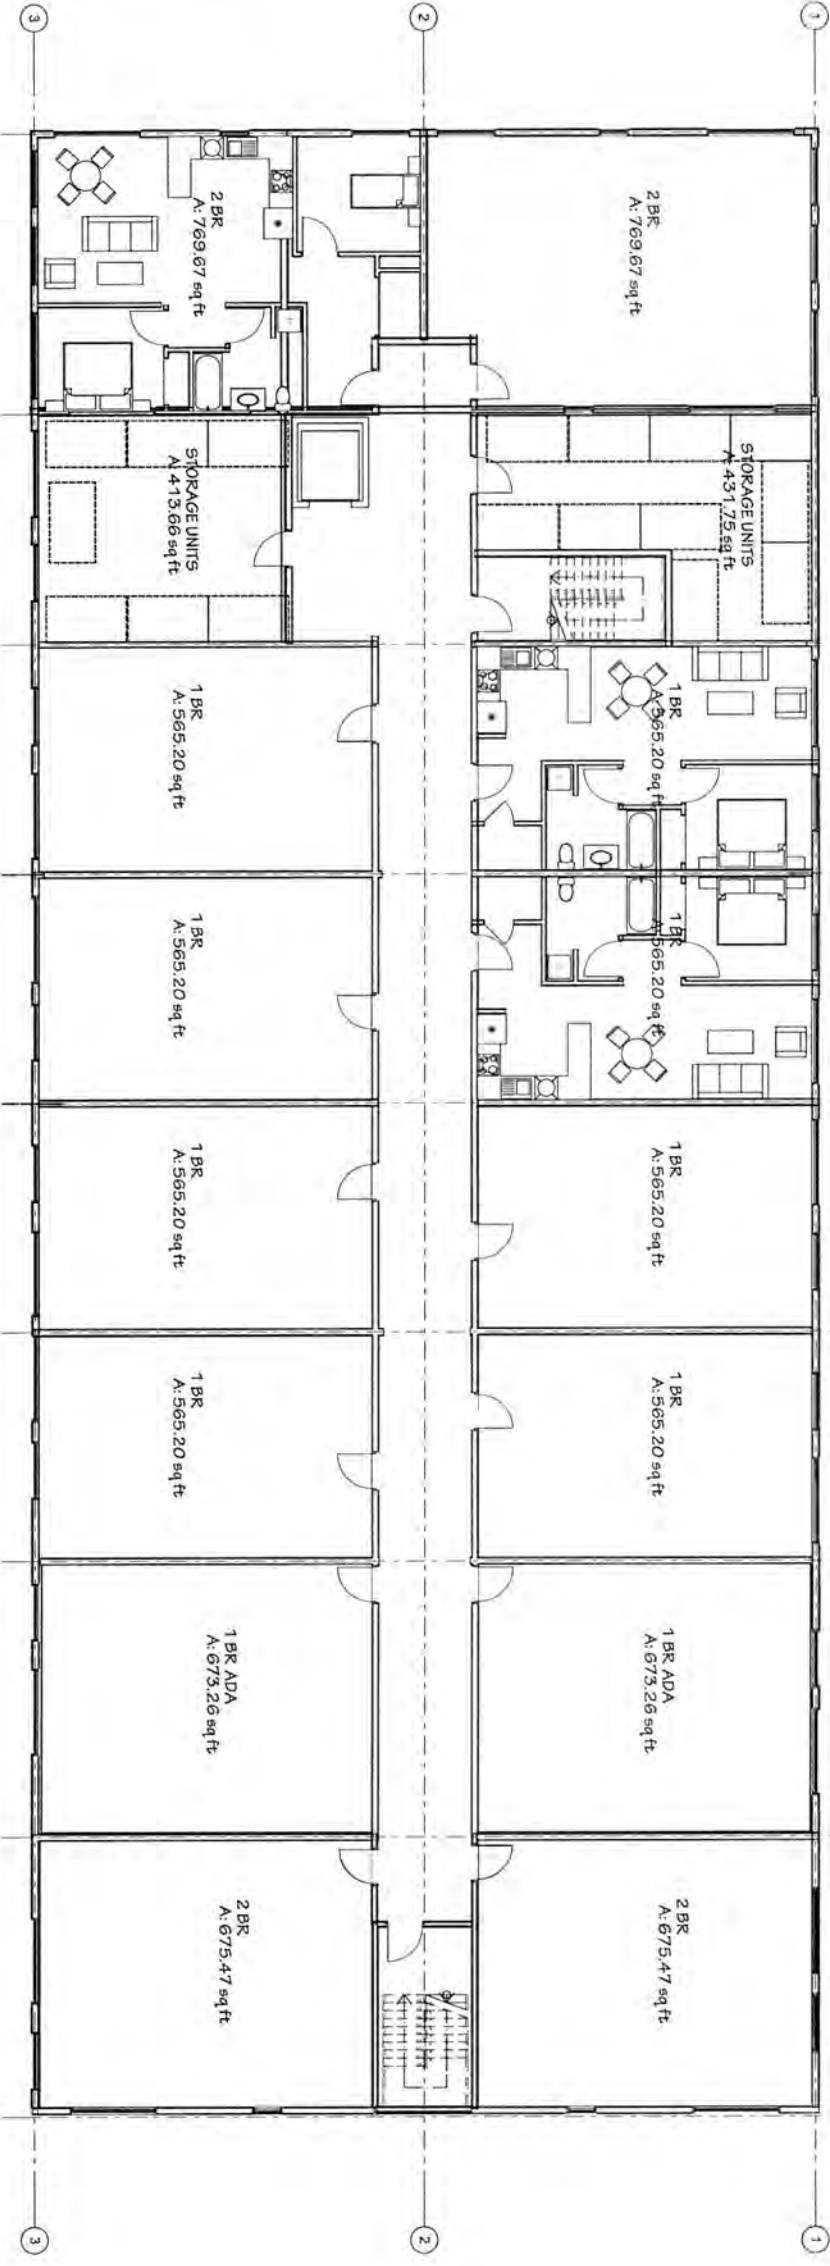 3
2
1
2 BR
A: 769.67 sq ft
2 BR
A: 769.67 sq ft
STORAGE UNITS
A: 413.66 sq ft
STORAGE UNITS
A: 431.75 sq ft
1 BR
A: 565.20 sq ft
1 BR
A: 565.20 sq ft
1 BR
A: 565.20 sq ft
1 BR
A: 565.20 sq ft
1 BR
A: 565.20 sq ft
1 BR
A: 565.20 sq ft
1 BR
A: 565.20 sq ft
1 BR
A: 565.20 sq ft
1 BR ADA
A: 673.26 sq ft
1 BR ADA
A: 673.26 sq ft
2 BR
A: 675.47 sq ft
2 BR
A: 675.47 sq ft
3
2
1